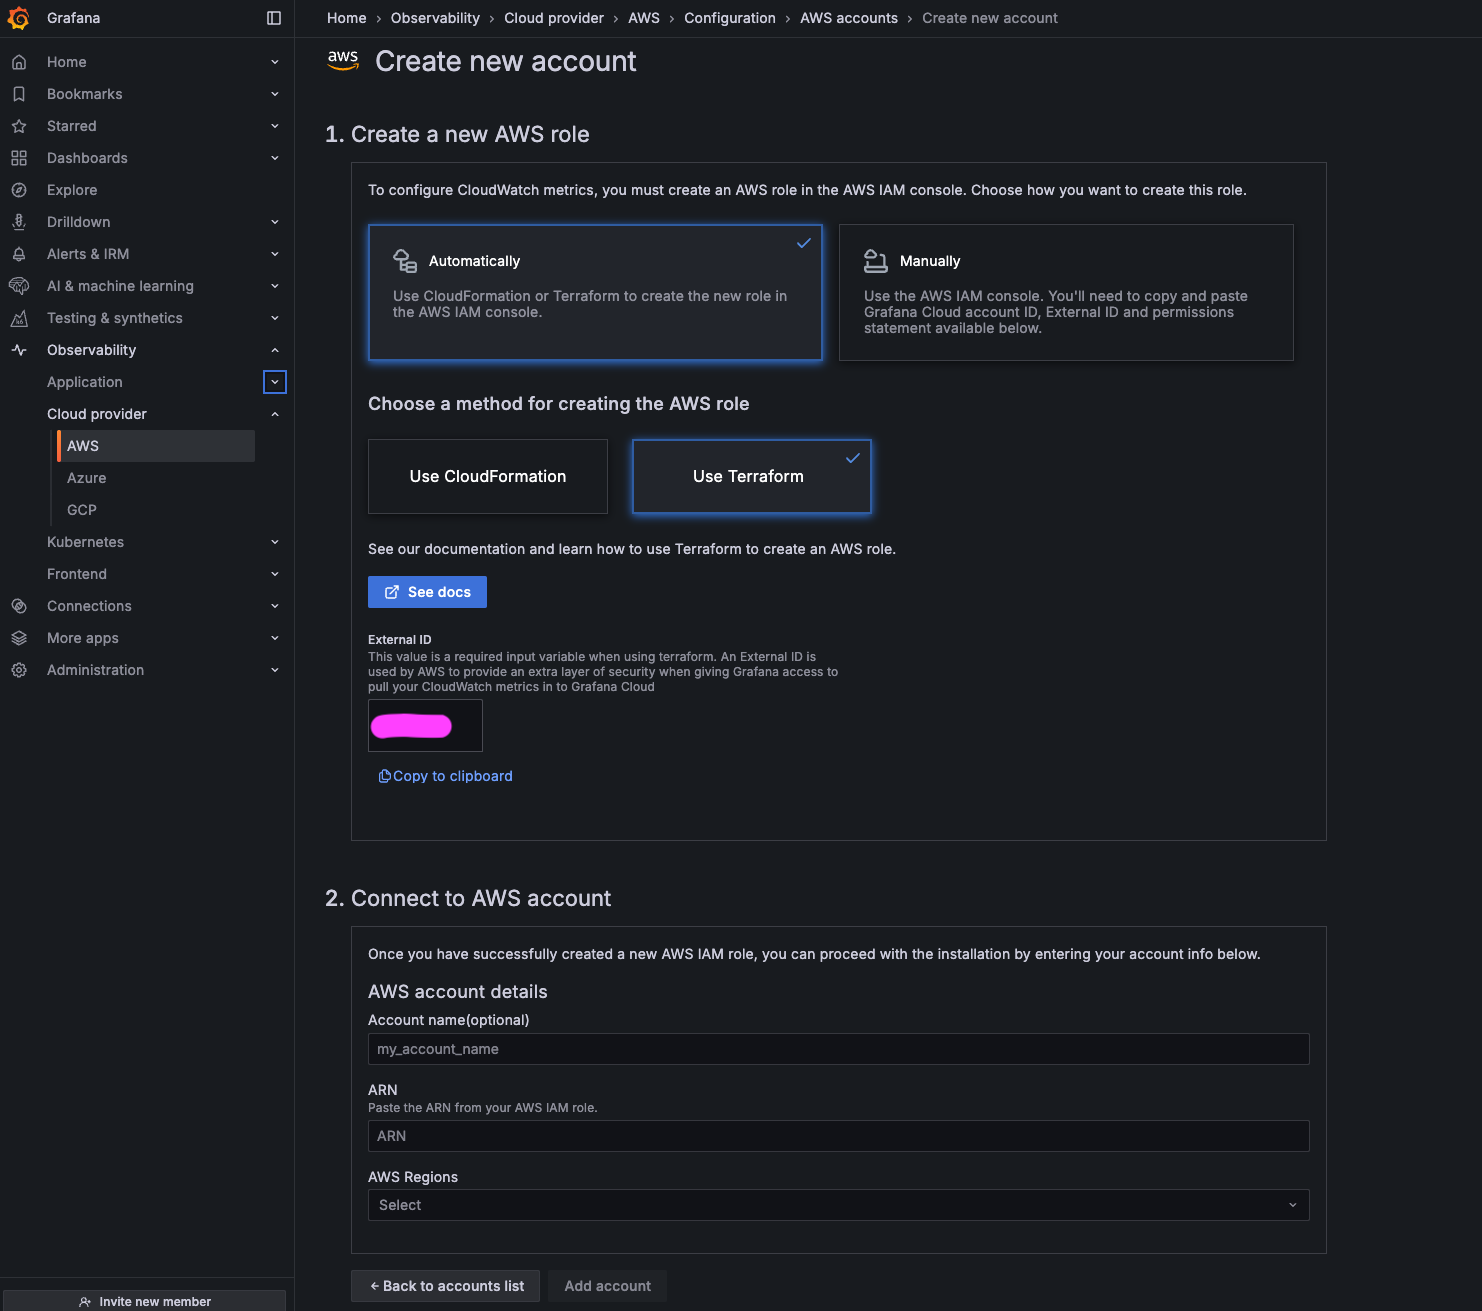 Grafana
Home › Observability › Cloud provider › AWS › Configuration › AWS accounts › Create new account
Home
Bookmarks
Starred
Dashboards
Explore
Drilldown
Alerts & IRM
AI & machine learning
Testing & synthetics
Observability
Application
Cloud provider
AWS
Azure
GCP
Kubernetes
Frontend
Connections
More apps
Administration
Invite new member
aws
Create new account
1. Create a new AWS role
To configure CloudWatch metrics, you must create an AWS role in the AWS IAM console. Choose how you want to create this role.
Automatically
Use CloudFormation or Terraform to create the new role in
the AWS IAM console.
Manually
Use the AWS IAM console. You'll need to copy and paste
Grafana Cloud account ID, External ID and permissions
statement available below.
Choose a method for creating the AWS role
Use CloudFormation
Use Terraform
See our documentation and learn how to use Terraform to create an AWS role.
See docs
External ID
This value is a required input variable when using terraform. An External ID is
used by AWS to provide an extra layer of security when giving Grafana access to
pull your CloudWatch metrics in to Grafana Cloud
Copy to clipboard
2. Connect to AWS account
Once you have successfully created a new AWS IAM role, you can proceed with the installation by entering your account info below.
AWS account details
Account name(optional)
my_account_name
ARN
Paste the ARN from your AWS IAM role.
ARN
AWS Regions
Select
← Back to accounts list
Add account